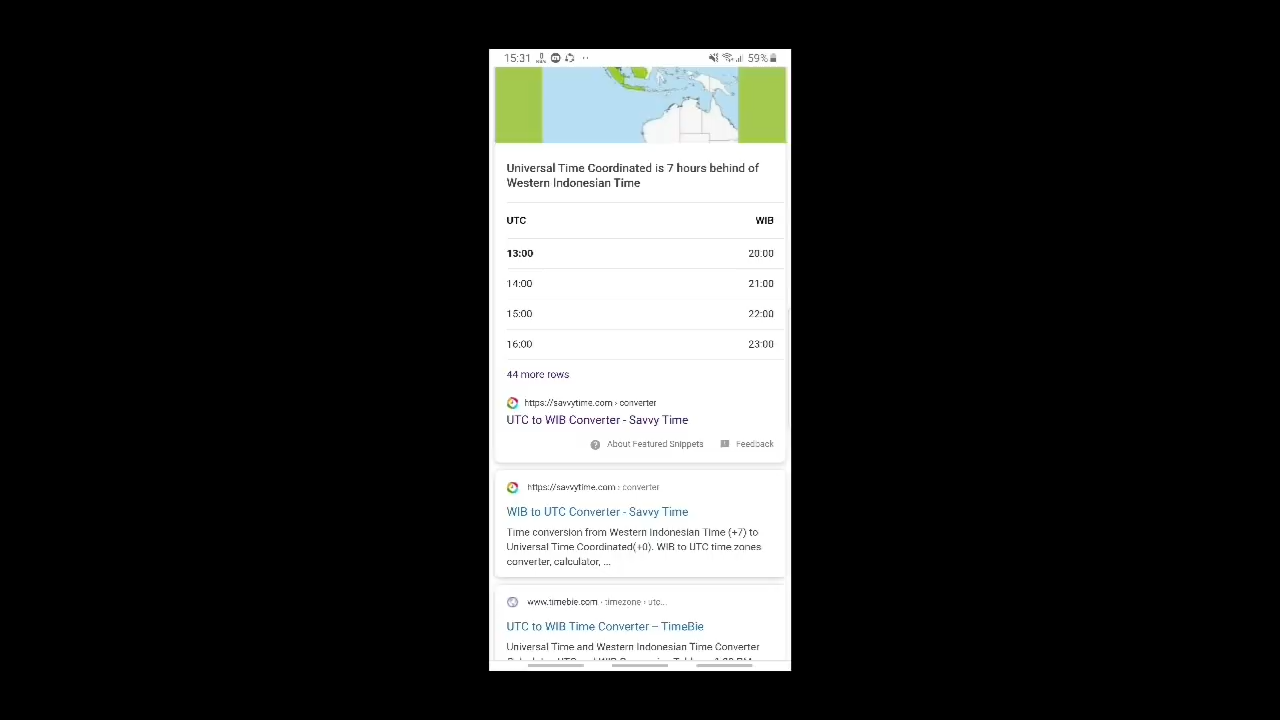 15:31 59%
Universal Time Coordinated is 7 hours behind of
Western Indonesian Time
UTC WIB
13:00 20:00
14:00 21:00
15:00 22:00
16:00 23:00
44 more rows
https://savvytime.com › converter
UTC to WIB Converter - Savvy Time
About Featured Snippets Feedback
https://savvytime.com › converter
WIB to UTC Converter - Savvy Time
Time conversion from Western Indonesian Time (+7) to
Universal Time Coordinated(+0). WIB to UTC time zones
converter, calculator, ...
www.timebie.com › timezone › utc...
UTC to WIB Time Converter – TimeBie
Universal Time and Western Indonesian Time Converter